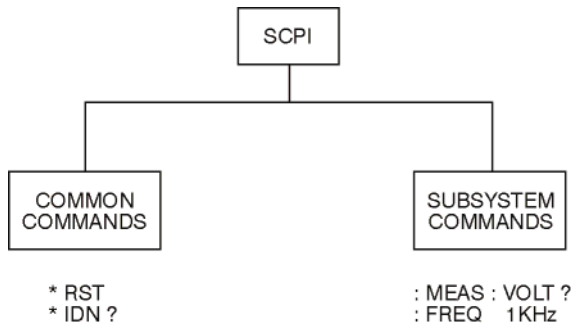 SCPI
COMMON
COMMANDS
SUBSYSTEM
COMMANDS
* RST
* IDN ?
: MEAS : VOLT ?
: FREQ 1KHz